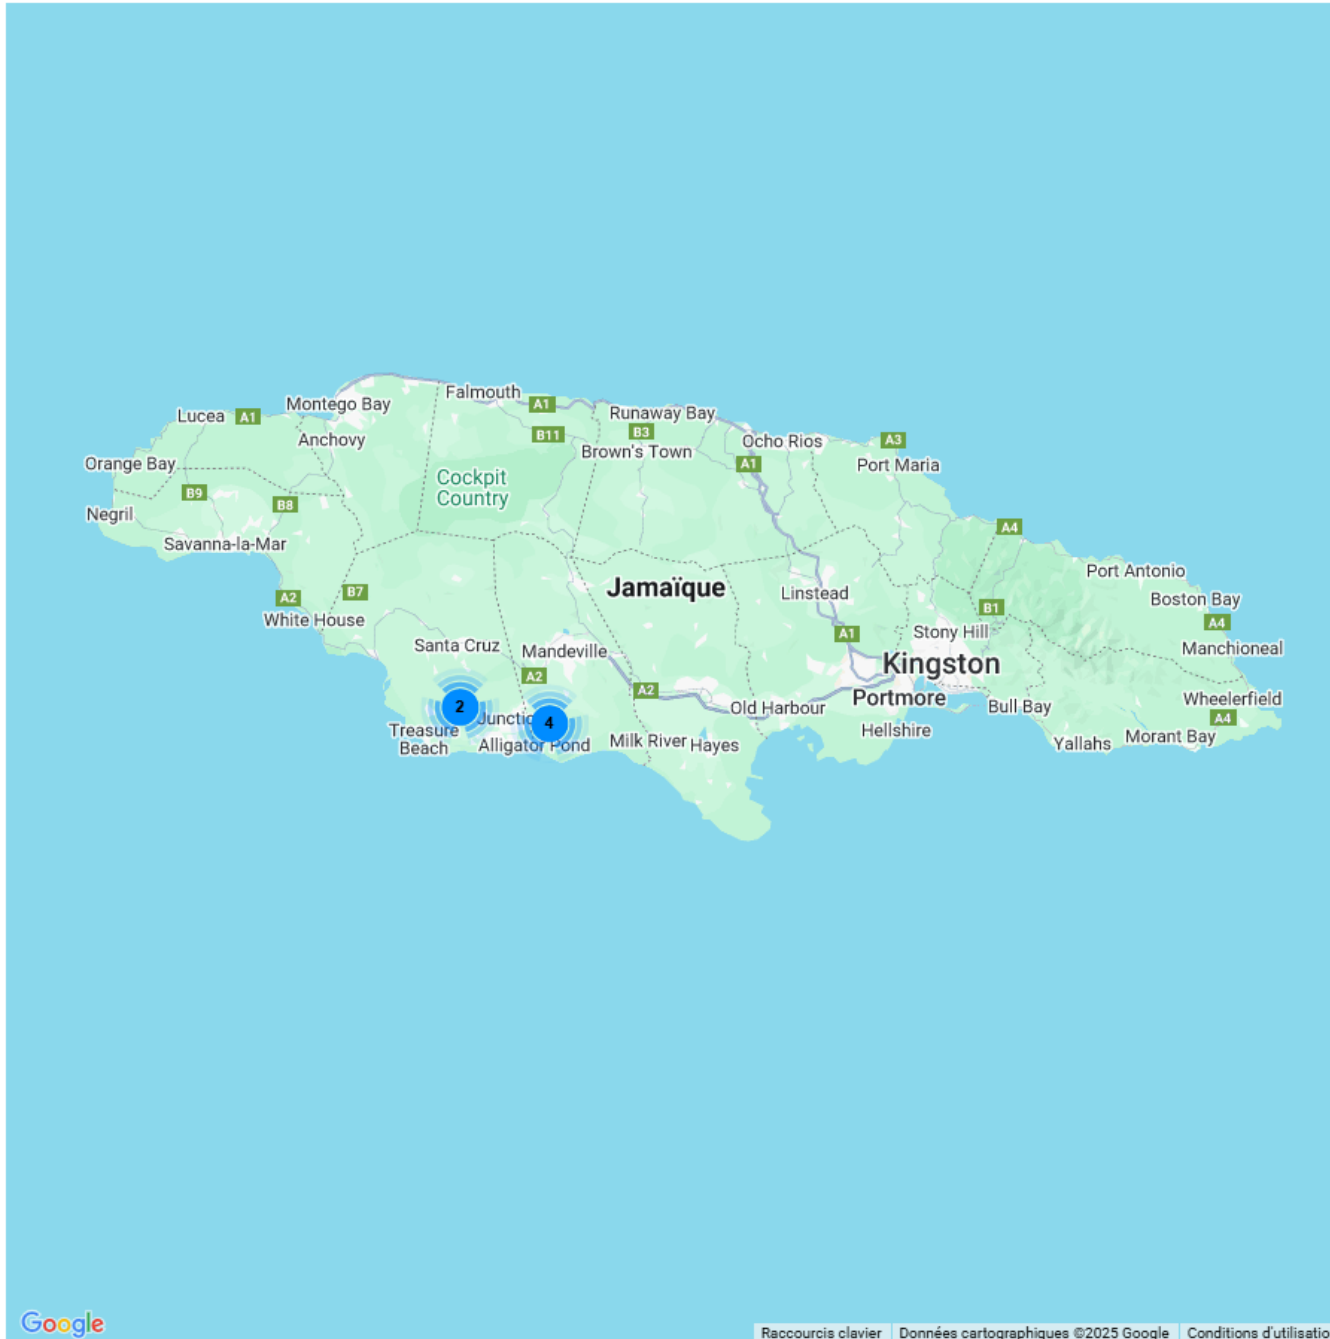 Falmouth
A1
Montego Bay
Runaway Bay
Lucea
A1
B3
B11
Anchovy
Ocho Rios
A3
Brown's Town
Orange Bay
A1
Port Maria
Cockpit
Country
B9
B8
Negril
A4
Savanna-la-Mar
Port Antonio
Jamaïque
B7
Linstead
A2
Boston Bay
B1
White House
A4
Stony Hill
A1
Santa Cruz
Mandeville
Manchioneal
Kingston
A2
A2
Portmore
Wheelerfield
2
Old Harbour
Bull Bay
Junctio
4
A4
Treasure
Beach
Hellshire
Alligator Pond
Milk River
Hayes
Yallahs
Morant Bay
Google
Raccourcis clavier
Données cartographiques ©2025 Google
Conditions d'utilisatio